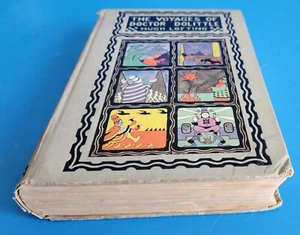 THE VOYAGES OF
DOCTOR DOLITTLE
HUGH LOFTING